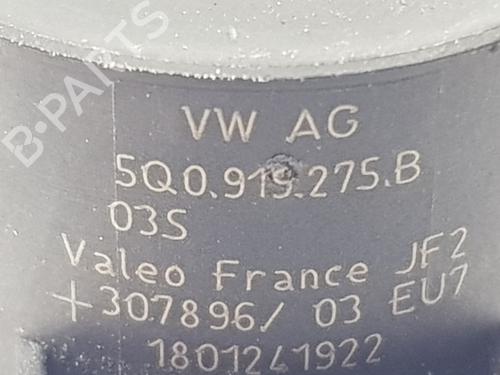 B-PARTS
VW AG
5Q0.919.275.B
03S
Valeo France JF2
+307896/ 03 EU7
1801241922